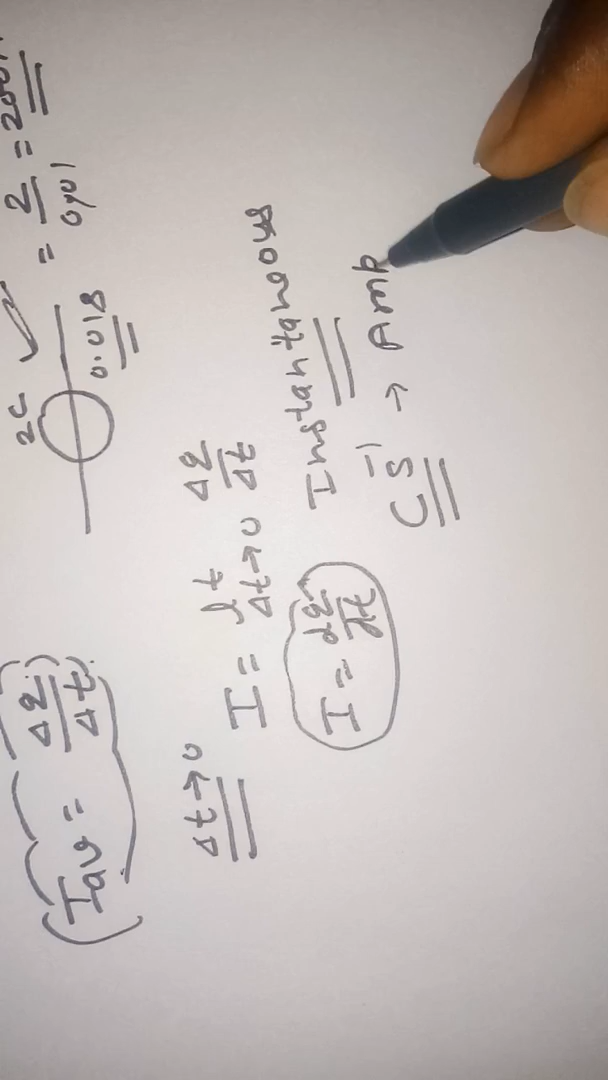 2C
0.01s
= 2/0.01 = 200A
(Iav = Δq/Δt)
Δt→0
I = lt Δt→0 Δq/Δt
I = dq/dt Instantaneous
CS⁻¹ → Amp